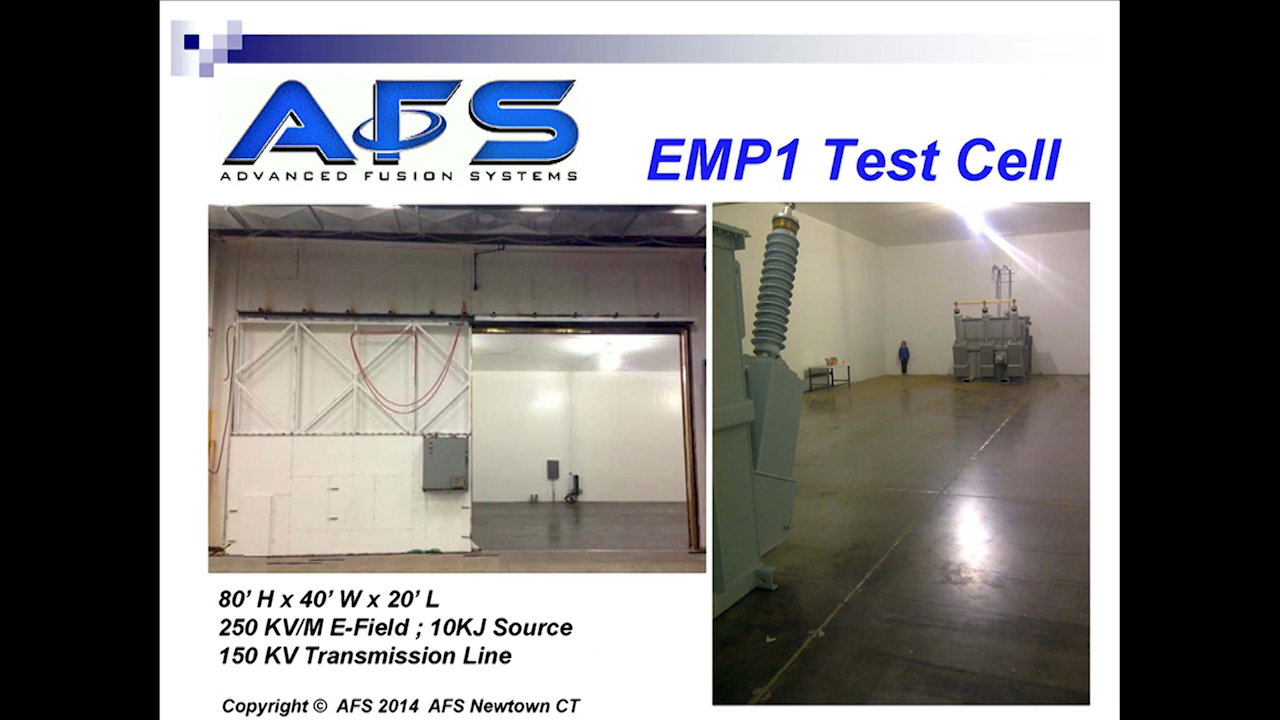 AFS
ADVANCED FUSION SYSTEMS
EMP1 Test Cell
80’ H x 40’ W x 20’ L
250 KV/M E-Field ; 10KJ Source
150 KV Transmission Line
Copyright © AFS 2014 AFS Newtown CT